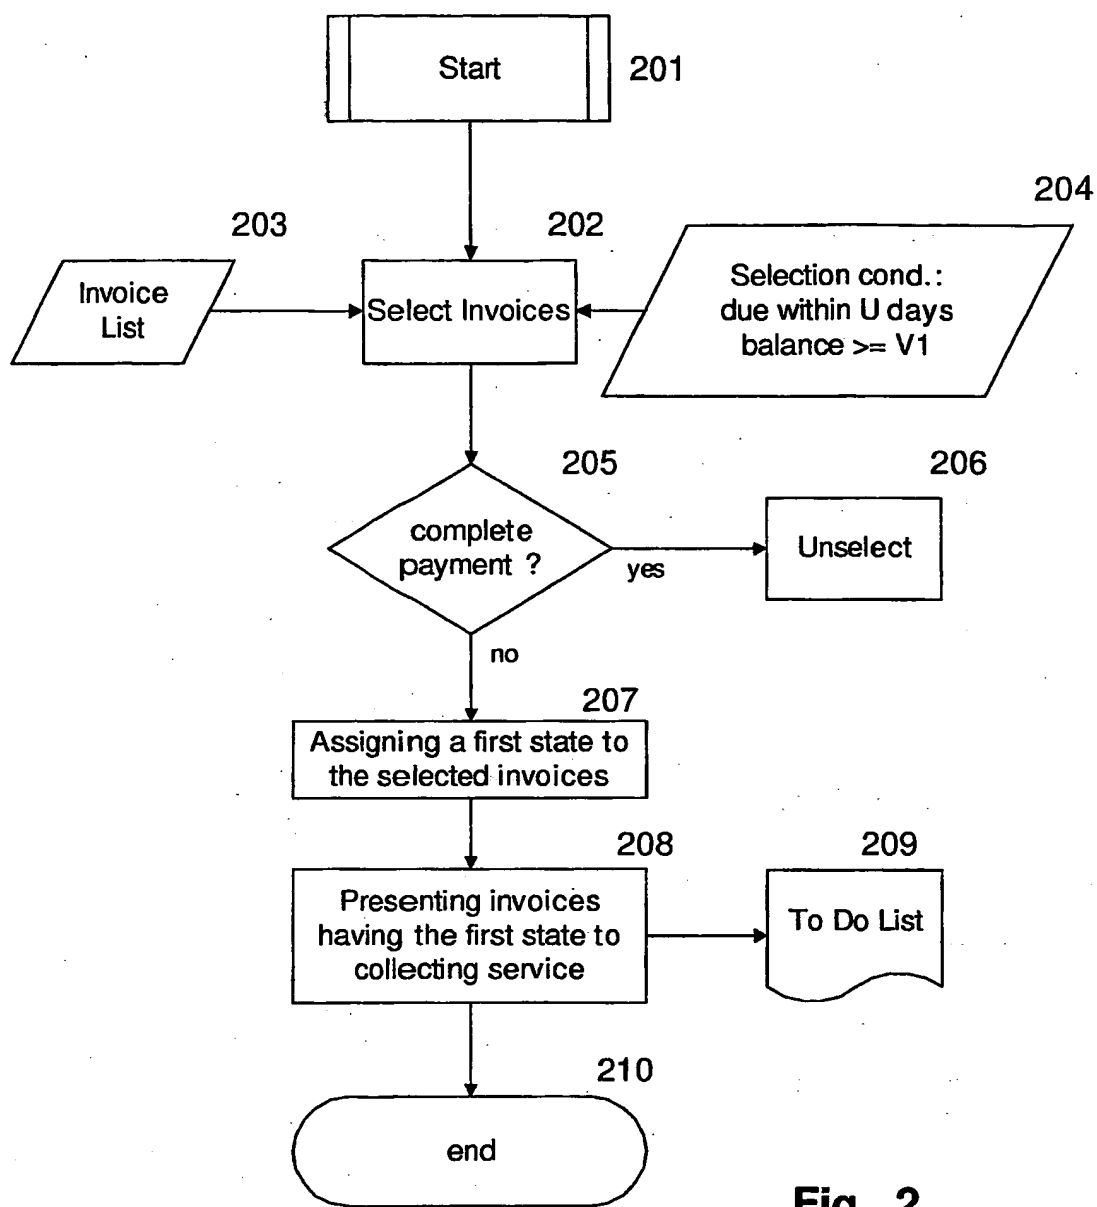 Start
201
204
203
202
Invoice
List
Select Invoices
Selection cond.:
due within U days
balance >= V1
205
206
complete
payment ?
yes
Unselect
no
207
Assigning a first state to
the selected invoices
208
209
Presenting invoices
having the first state to
collecting service
To Do List
210
end
Fig. 2